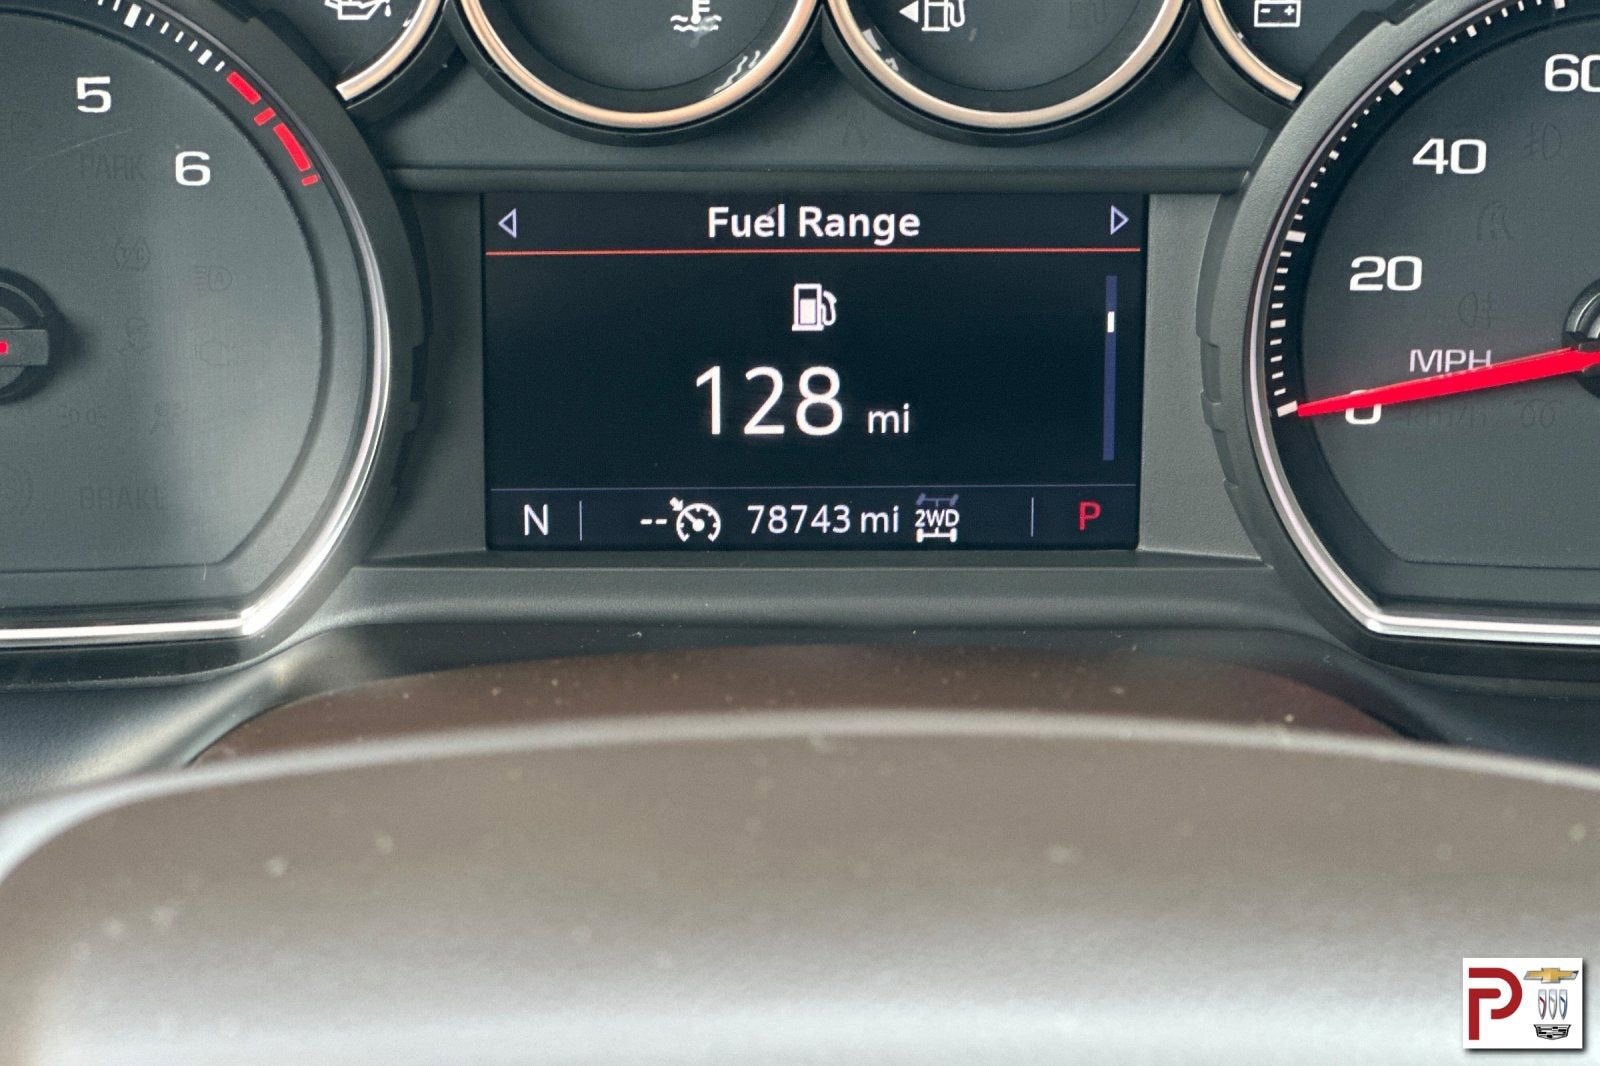 5
6
60
40
20
MPH
0
PARK
BRAKE
Fuel Range
128 mi
N -- 78743 mi 2WD P
P